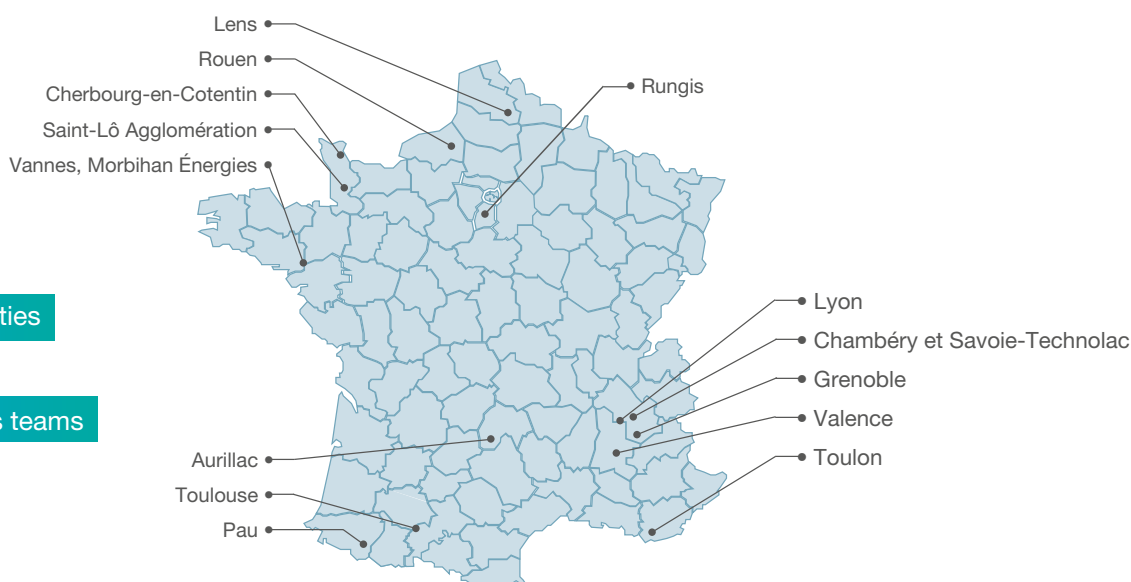 Lens
Rouen
Cherbourg-en-Cotentin
Saint-Lô Agglomération
Vannes, Morbihan Énergies
Rungis
ties
s teams
Lyon
Chambéry et Savoie-Technolac
Grenoble
Valence
Toulon
Aurillac
Toulouse
Pau